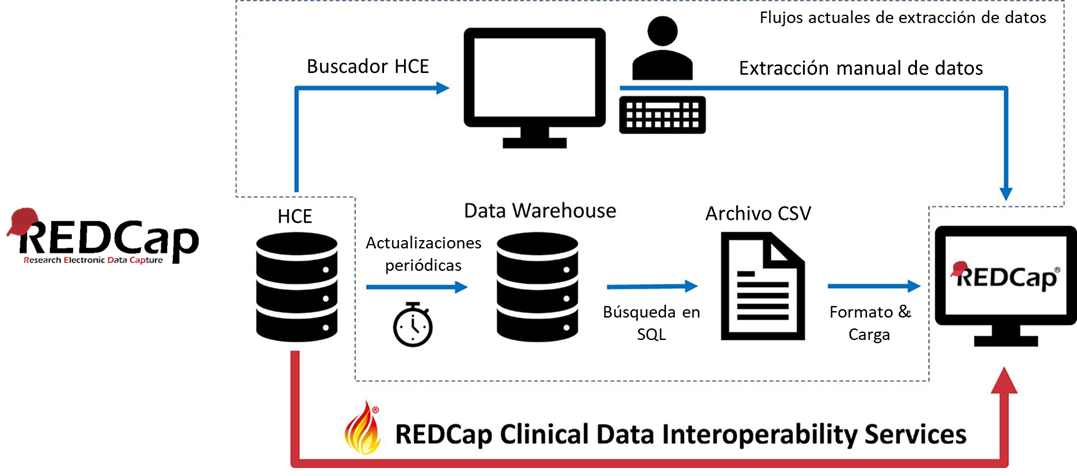 Flujos actuales de extracción de datos
Buscador HCE
Extracción manual de datos
HCE
Data Warehouse
Archivo CSV
REDCap
Research Electronic Data Capture
Actualizaciones
periódicas
Búsqueda en
SQL
Formato &
Carga
REDCap®
®
REDCap Clinical Data Interoperability Services